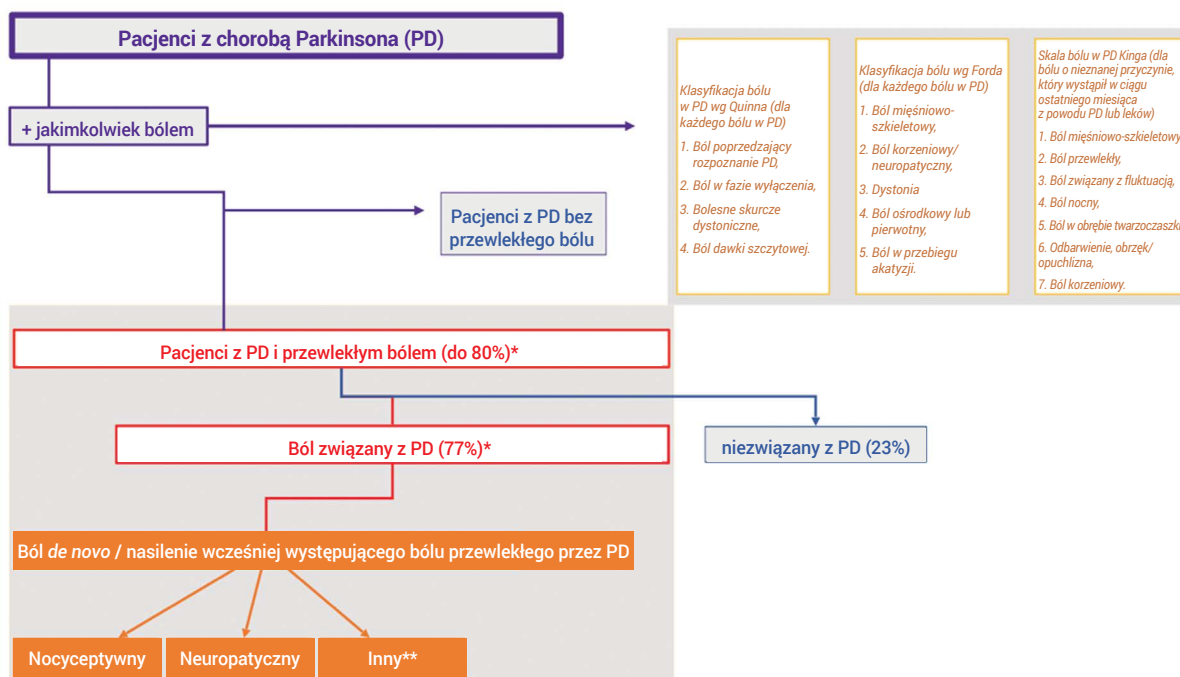 Pacjenci z chorobą Parkinsona (PD)
+ jakimkolwiek bólem
Pacjenci z PD bez
przewlekłego bólu
Klasyfikacja bólu
w PD wg Quinna (dla
każdego bólu w PD)
1. Ból poprzedzający
rozpoznanie PD,
2. Ból w fazie wyłączenia,
3. Bolesne skurcze
dystoniczne,
4. Ból dawki szczytowej.
Klasyfikacja bólu wg Forda
(dla każdego bólu w PD)
1. Ból mięśniowo-
szkieletowy,
2. Ból korzeniowy/
neuropatyczny,
3. Dystonia
4. Ból ośrodkowy lub
pierwotny,
5. Ból w przebiegu
akatyzji.
Skala bólu w PD Kinga (dla
bólu o nieznanej przyczynie,
który wystąpił w ciągu
ostatniego miesiąca
z powodu PD lub leków)
1. Ból mięśniowo-szkieletowy
2. Ból przewlekły,
3. Ból związany z fluktuacją,
4. Ból nocny,
5. Ból w obrębie twarzoczaszki
6. Odbarwienie, obrzęk/
opuchlizna,
7. Ból korzeniowy.
Pacjenci z PD i przewlekłym bólem (do 80%)*
Ból związany z PD (77%)*
niezwiązany z PD (23%)
Ból de novo / nasilenie wcześniej występującego bólu przewlekłego przez PD
Nocyceptywny
Neuropatyczny
Inny**